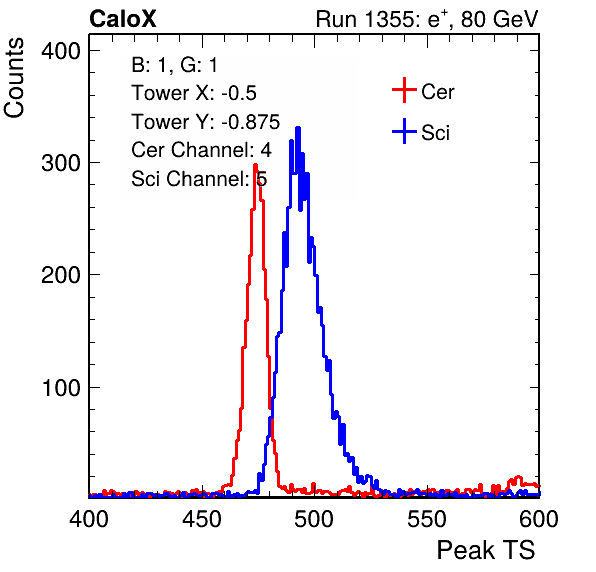 CaloX Run 1355: e⁺, 80 GeV
Counts
B: 1, G: 1
Tower X: -0.5
Tower Y: -0.875
Cer Channel: 4
Sci Channel: 5
Cer
Sci
400
300
200
100
400 450 500 550 600
Peak TS